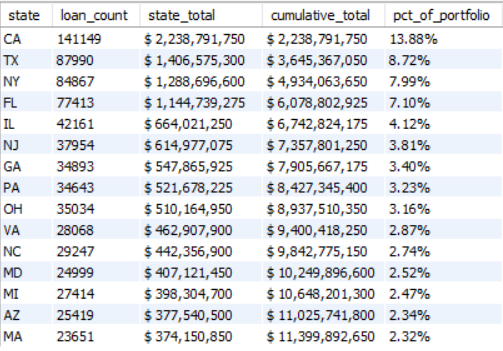 state loan_count state_total cumulative_total pct_of_portfolio
CA 141149 $ 2,238,791,750 $ 2,238,791,750 13.88%
TX 87990 $ 1,406,575,300 $ 3,645,367,050 8.72%
NY 84867 $ 1,288,696,600 $ 4,934,063,650 7.99%
FL 77413 $ 1,144,739,275 $ 6,078,802,925 7.10%
IL 42161 $ 664,021,250 $ 6,742,824,175 4.12%
NJ 37954 $ 614,977,075 $ 7,357,801,250 3.81%
GA 34893 $ 547,865,925 $ 7,905,667,175 3.40%
PA 34643 $ 521,678,225 $ 8,427,345,400 3.23%
OH 35034 $ 510,164,950 $ 8,937,510,350 3.16%
VA 28068 $ 462,907,900 $ 9,400,418,250 2.87%
NC 29247 $ 442,356,900 $ 9,842,775,150 2.74%
MD 24999 $ 407,121,450 $ 10,249,896,600 2.52%
MI 27414 $ 398,304,700 $ 10,648,201,300 2.47%
AZ 25419 $ 377,540,500 $ 11,025,741,800 2.34%
MA 23651 $ 374,150,850 $ 11,399,892,650 2.32%